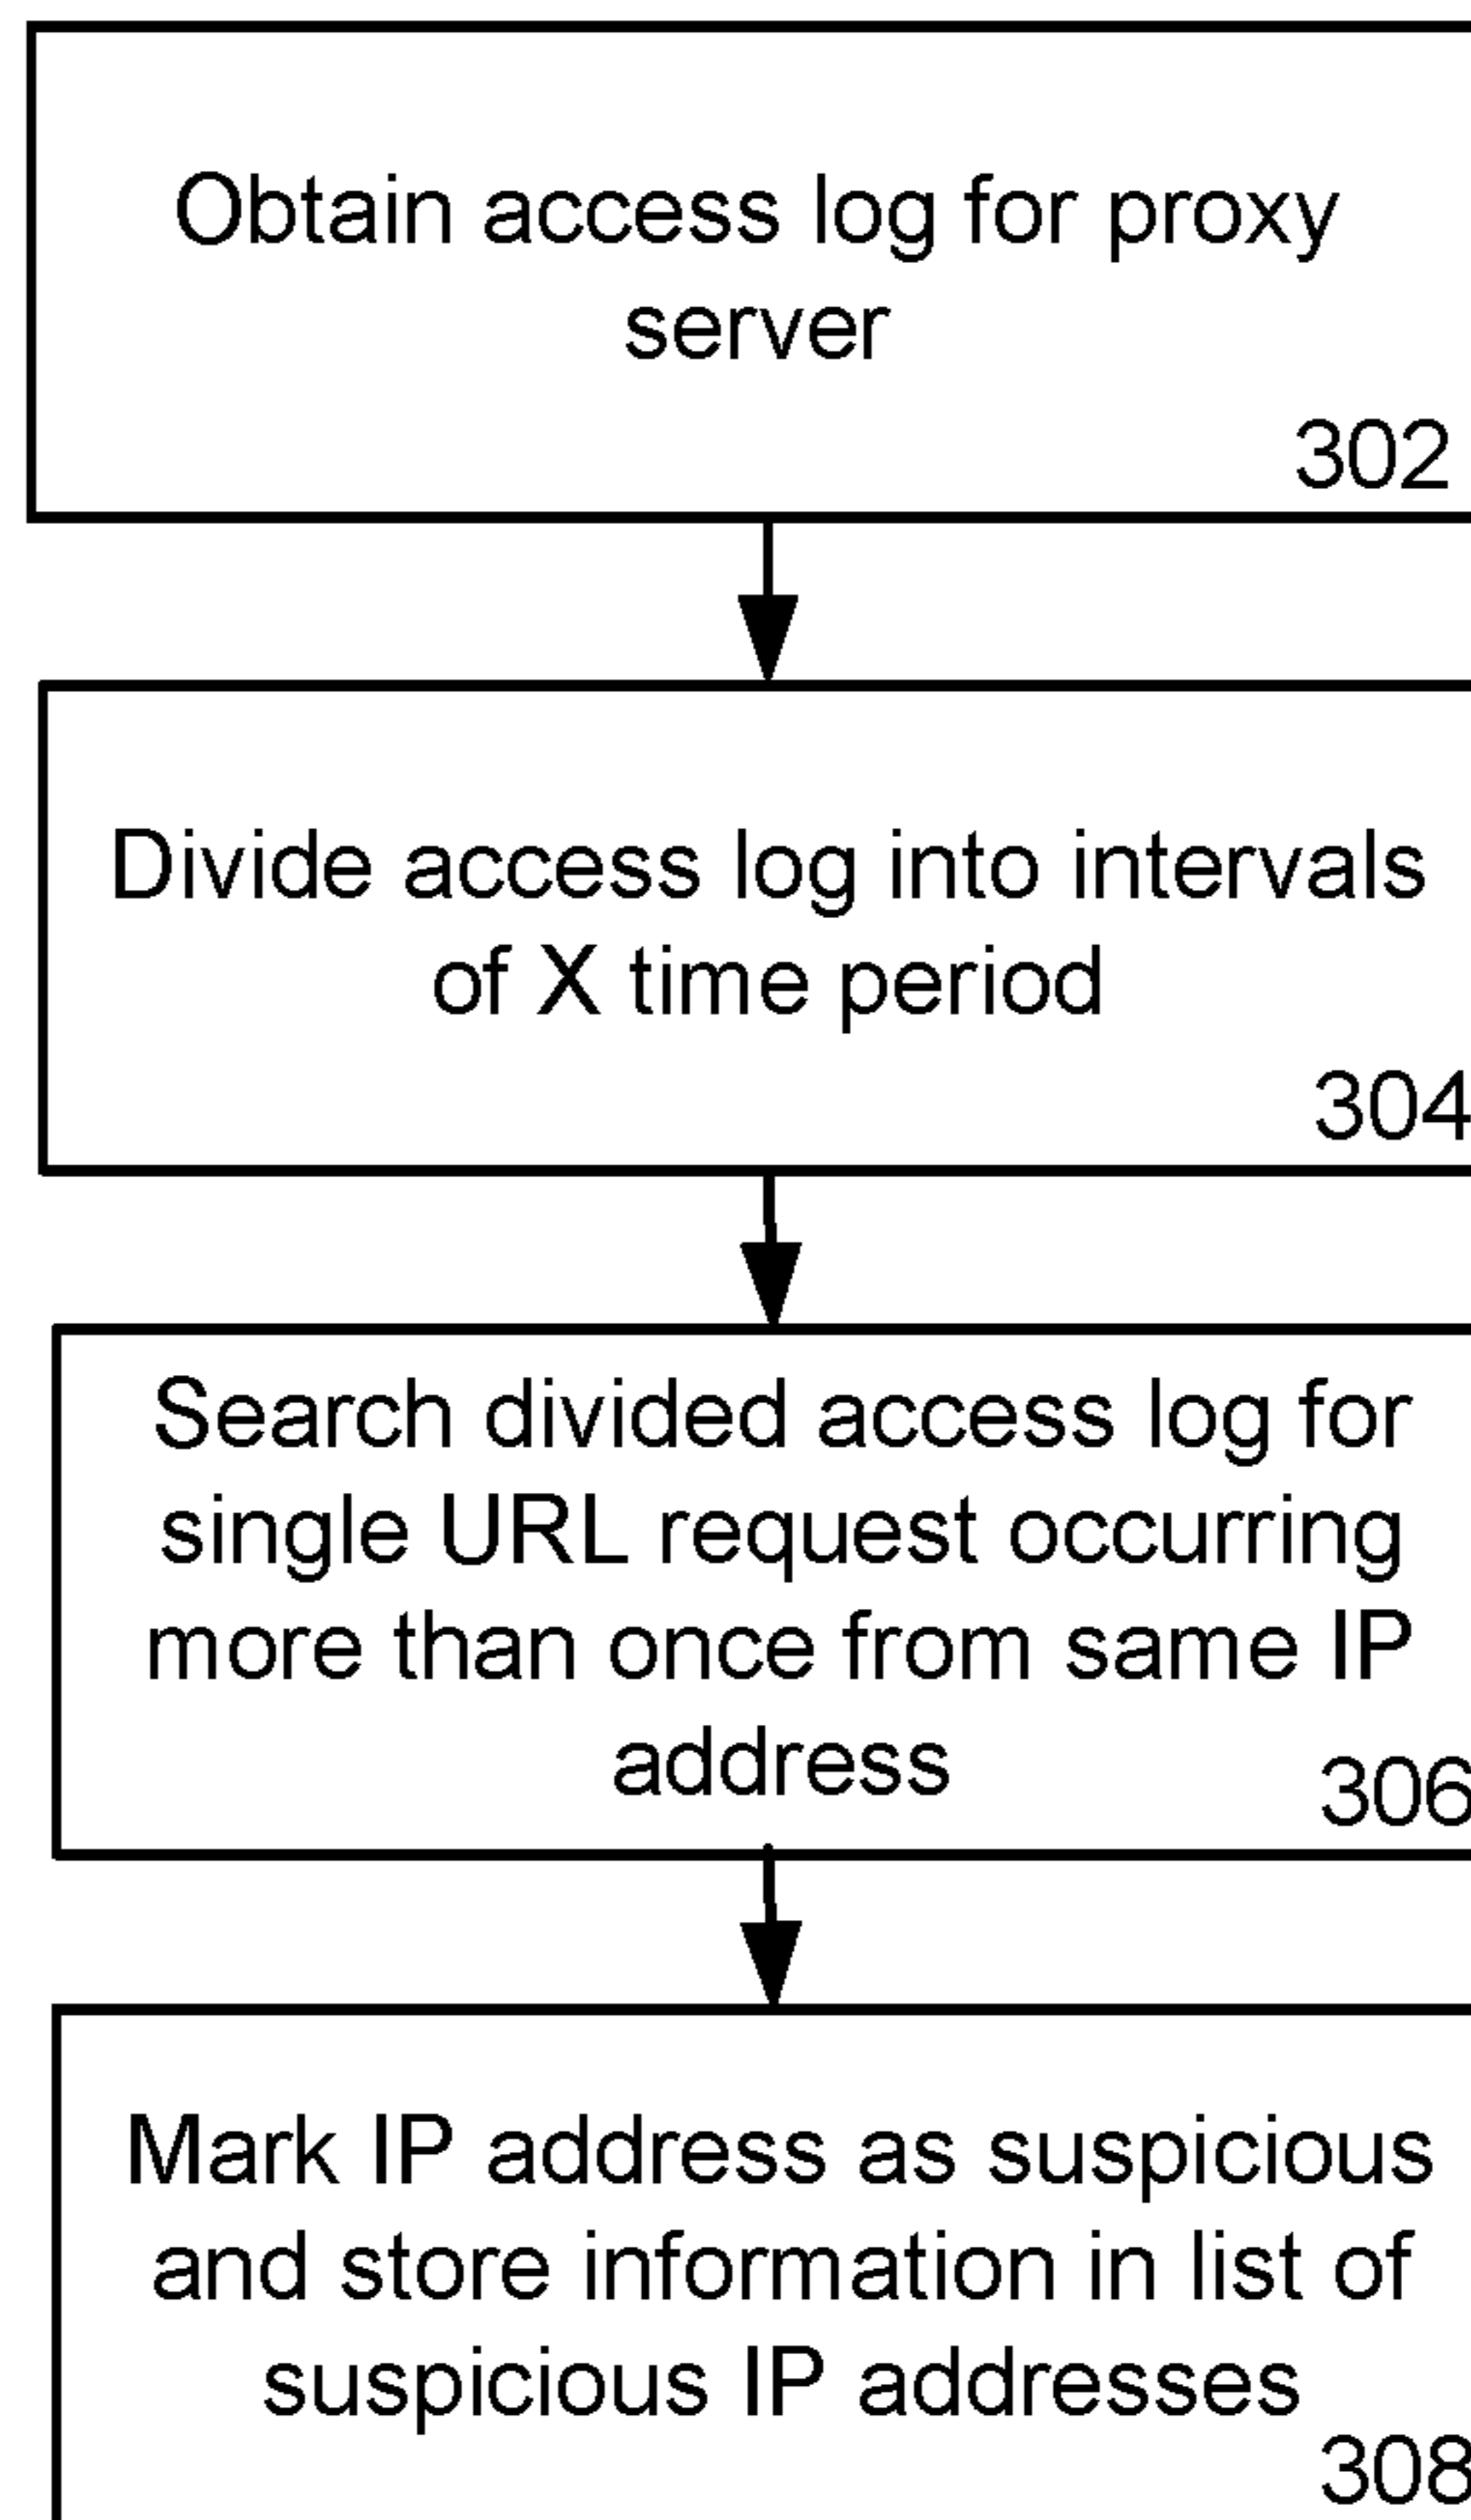 Obtain access log for proxy
server
302
Divide access log into intervals
of X time period
304
Search divided access log for
single URL request occurring
more than once from same IP
address
306
Mark IP address as suspicious
and store information in list of
suspicious IP addresses
308